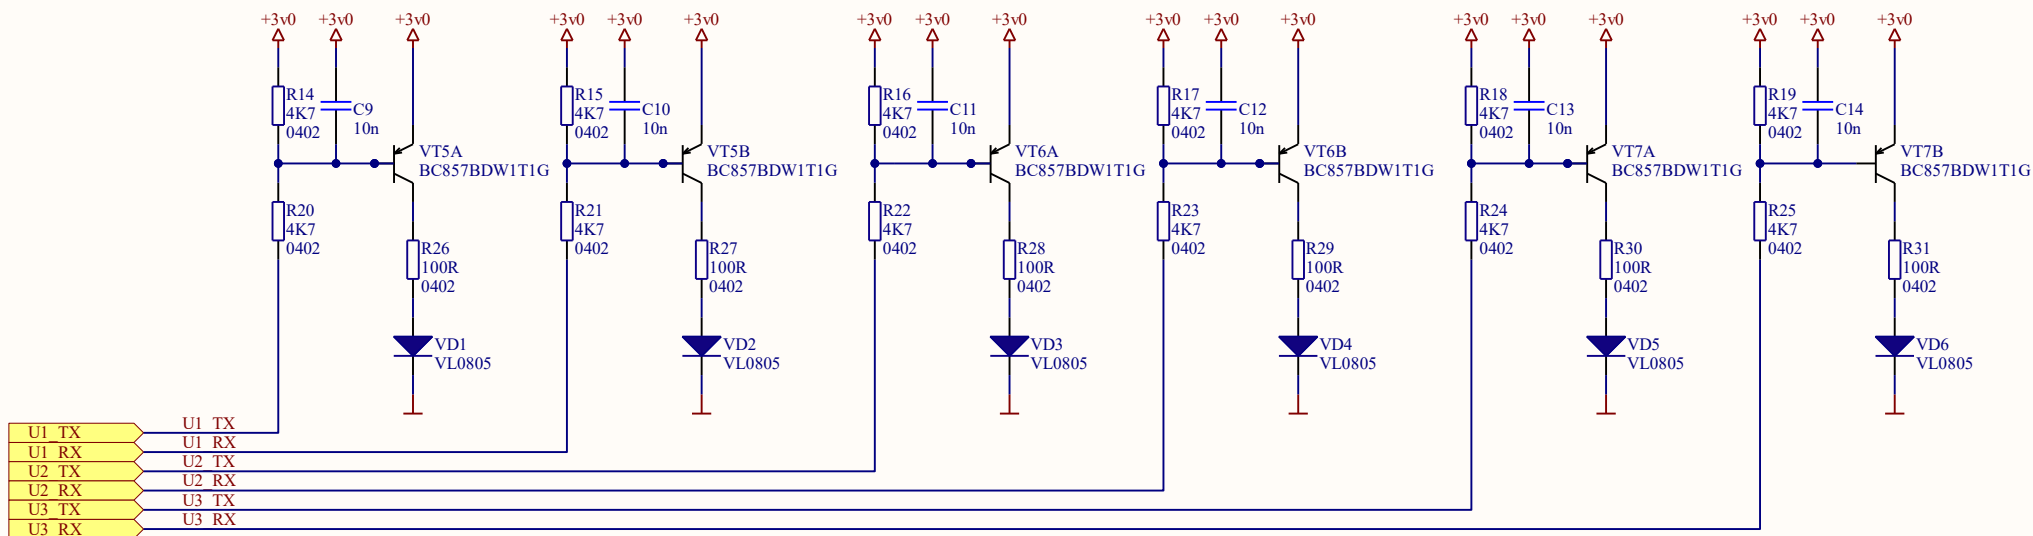 +3v0 +3v0 +3v0 +3v0 +3v0 +3v0 +3v0 +3v0 +3v0 +3v0 +3v0 +3v0 +3v0 +3v0 +3v0 +3v0 +3v0 +3v0
R14 R15 R16 R17 R18 R19
4K7 C9 4K7 C10 4K7 C11 4K7 C12 4K7 C13 4K7 C14
0402 10n 0402 10n 0402 10n 0402 10n 0402 10n 0402 10n
VT5A VT5B VT6A VT6B VT7A VT7B
BC857BDW1T1G BC857BDW1T1G BC857BDW1T1G BC857BDW1T1G BC857BDW1T1G BC857BDW1T1G
R20 R21 R22 R23 R24 R25
4K7 4K7 4K7 4K7 4K7 4K7
0402 R26 0402 R27 0402 R28 0402 R29 0402 R30 0402 R31
100R 100R 100R 100R 100R 100R
0402 0402 0402 0402 0402 0402
VD1 VD2 VD3 VD4 VD5 VD6
VL0805 VL0805 VL0805 VL0805 VL0805 VL0805
U1_TX U1_TX
U1_RX U1_RX
U2_TX U2_TX
U2_RX U2_RX
U3_TX U3_TX
U3_RX U3_RX